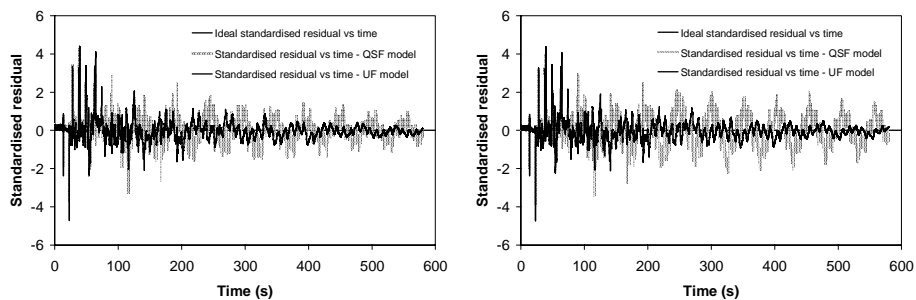 6
4
2
0
-2
-4
-6
Standardised residual
Ideal standardised residual vs time
Standardised residual vs time - QSF model
Standardised residual vs time - UF model
0 100 200 300 400 500 600
Time (s)
6
4
2
0
-2
-4
-6
Standardised residual
Ideal standardised residual vs time
Standardised residual vs time - QSF model
Standardised residual vs time - UF model
0 100 200 300 400 500 600
Time (s)